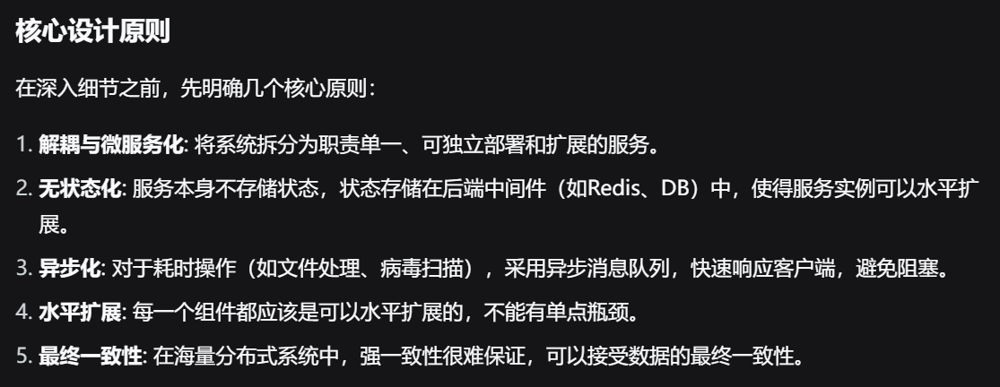 核心设计原则
在深入细节之前，先明确几个核心原则：
1. 解耦与微服务化: 将系统拆分为职责单一、可独立部署和扩展的服务。
2. 无状态化: 服务本身不存储状态，状态存储在后端中间件（如Redis、DB）中，使得服务实例可以水平扩
展。
3. 异步化: 对于耗时操作（如文件处理、病毒扫描），采用异步消息队列，快速响应客户端，避免阻塞。
4. 水平扩展: 每一个组件都应该是可以水平扩展的，不能有单点瓶颈。
5. 最终一致性: 在海量分布式系统中，强一致性很难保证，可以接受数据的最终一致性。